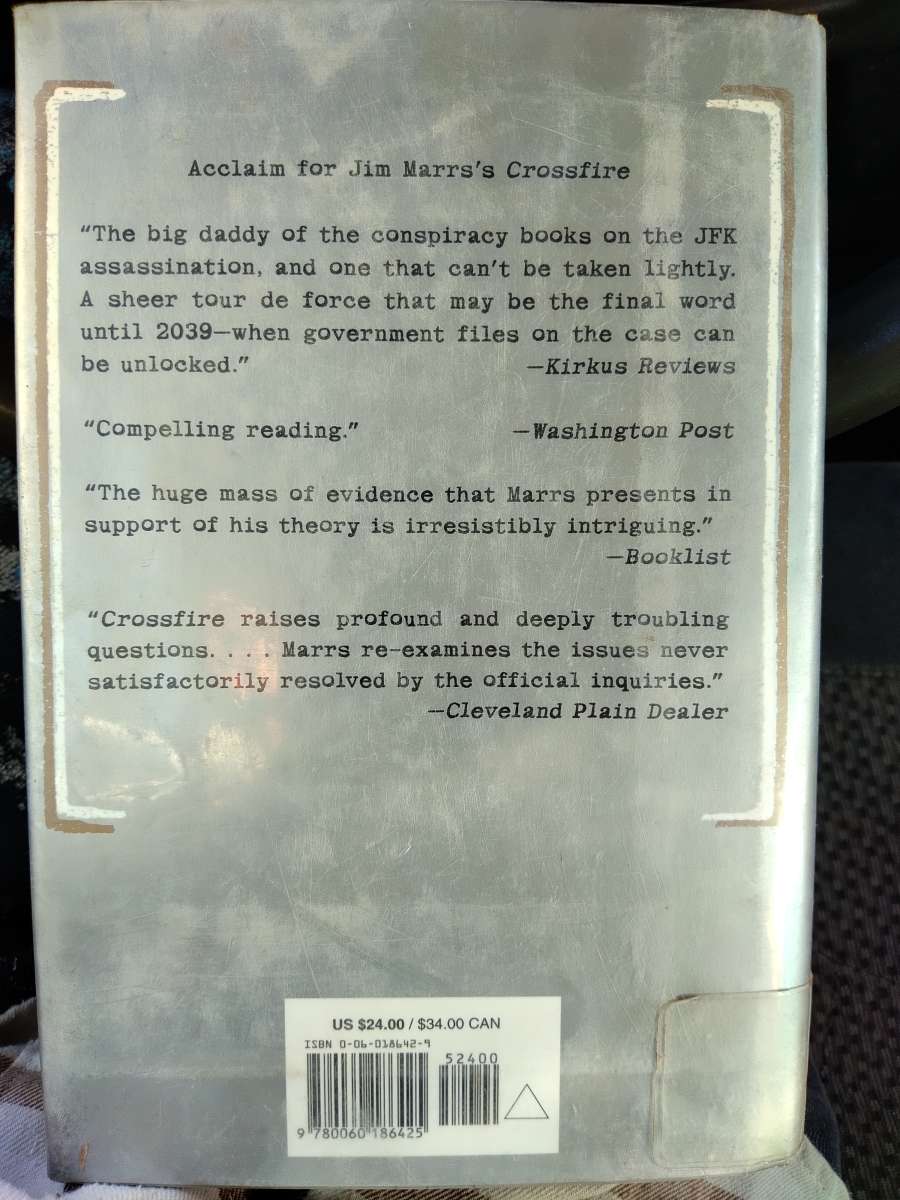 Acclaim for Jim Marrs's Crossfire
“The big daddy of the conspiracy books on the JFK
assassination, and one that can't be taken lightly.
A sheer tour de force that may be the final word
until 2039—when government files on the case can
be unlocked.” —Kirkus Reviews
“Compelling reading.” —Washington Post
“The huge mass of evidence that Marrs presents in
support of his theory is irresistibly intriguing.”
—Booklist
“Crossfire raises profound and deeply troubling
questions. . . . Marrs re-examines the issues never
satisfactorily resolved by the official inquiries.”
—Cleveland Plain Dealer
US $24.00 / $34.00 CAN
ISBN 0-06-018642-9
52400
9 780060 186425